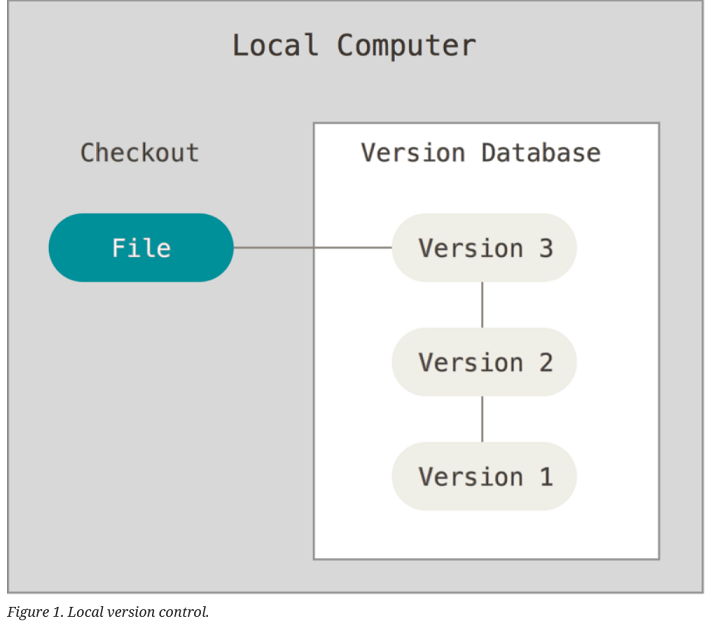 Local Computer
Checkout
Version Database
File
Version 3
Version 2
Version 1
Figure 1. Local version control.